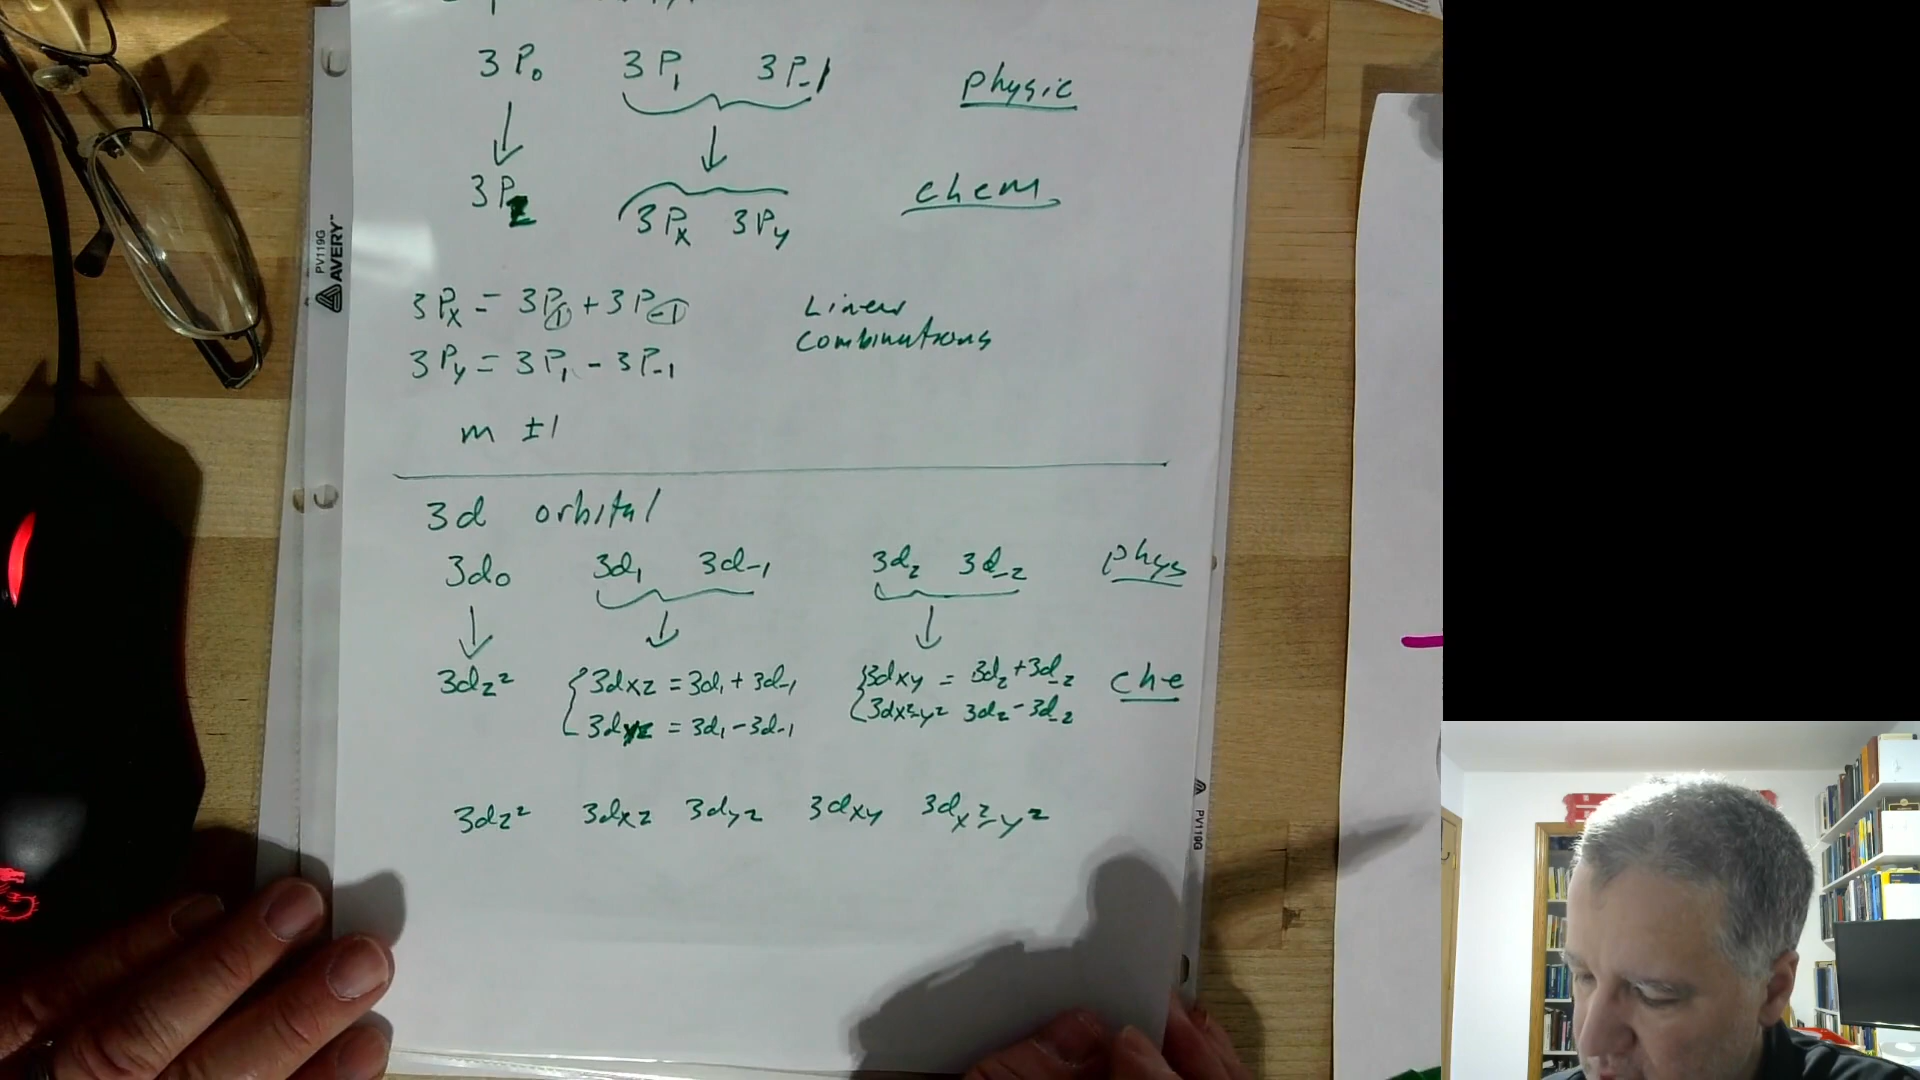 3P₀ 3P₁ 3P₋₁ physic
3Pz 3Px 3Py chem
3Px = 3P₁ + 3P₋₁ Linear
Combinations
3Py = 3P₁ - 3P₋₁
m ±1
3d orbital
3d₀ 3d₁ 3d₋₁ 3d₂ 3d₋₂ phys
3dz² 3dxz = 3d₁ + 3d₋₁ 3dxy = 3d₂ + 3d₋₂ che
3dyz = 3d₁ - 3d₋₁ 3dx²-y² 3d₂ - 3d₋₂
3dz² 3dxz 3dyz 3dxy 3dx²-y²
PV119G
AVERY
PV119G